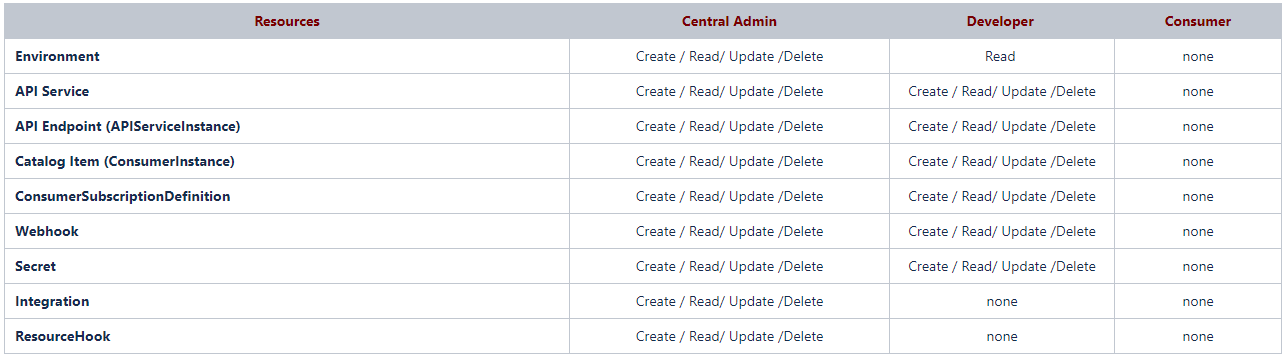 Resources Central Admin Developer Consumer
Environment Create / Read/ Update /Delete Read none
API Service Create / Read/ Update /Delete Create / Read/ Update /Delete none
API Endpoint (APIServiceInstance) Create / Read/ Update /Delete Create / Read/ Update /Delete none
Catalog Item (ConsumerInstance) Create / Read/ Update /Delete Create / Read/ Update /Delete none
ConsumerSubscriptionDefinition Create / Read/ Update /Delete Create / Read/ Update /Delete none
Webhook Create / Read/ Update /Delete Create / Read/ Update /Delete none
Secret Create / Read/ Update /Delete Create / Read/ Update /Delete none
Integration Create / Read/ Update /Delete none none
ResourceHook Create / Read/ Update /Delete none none